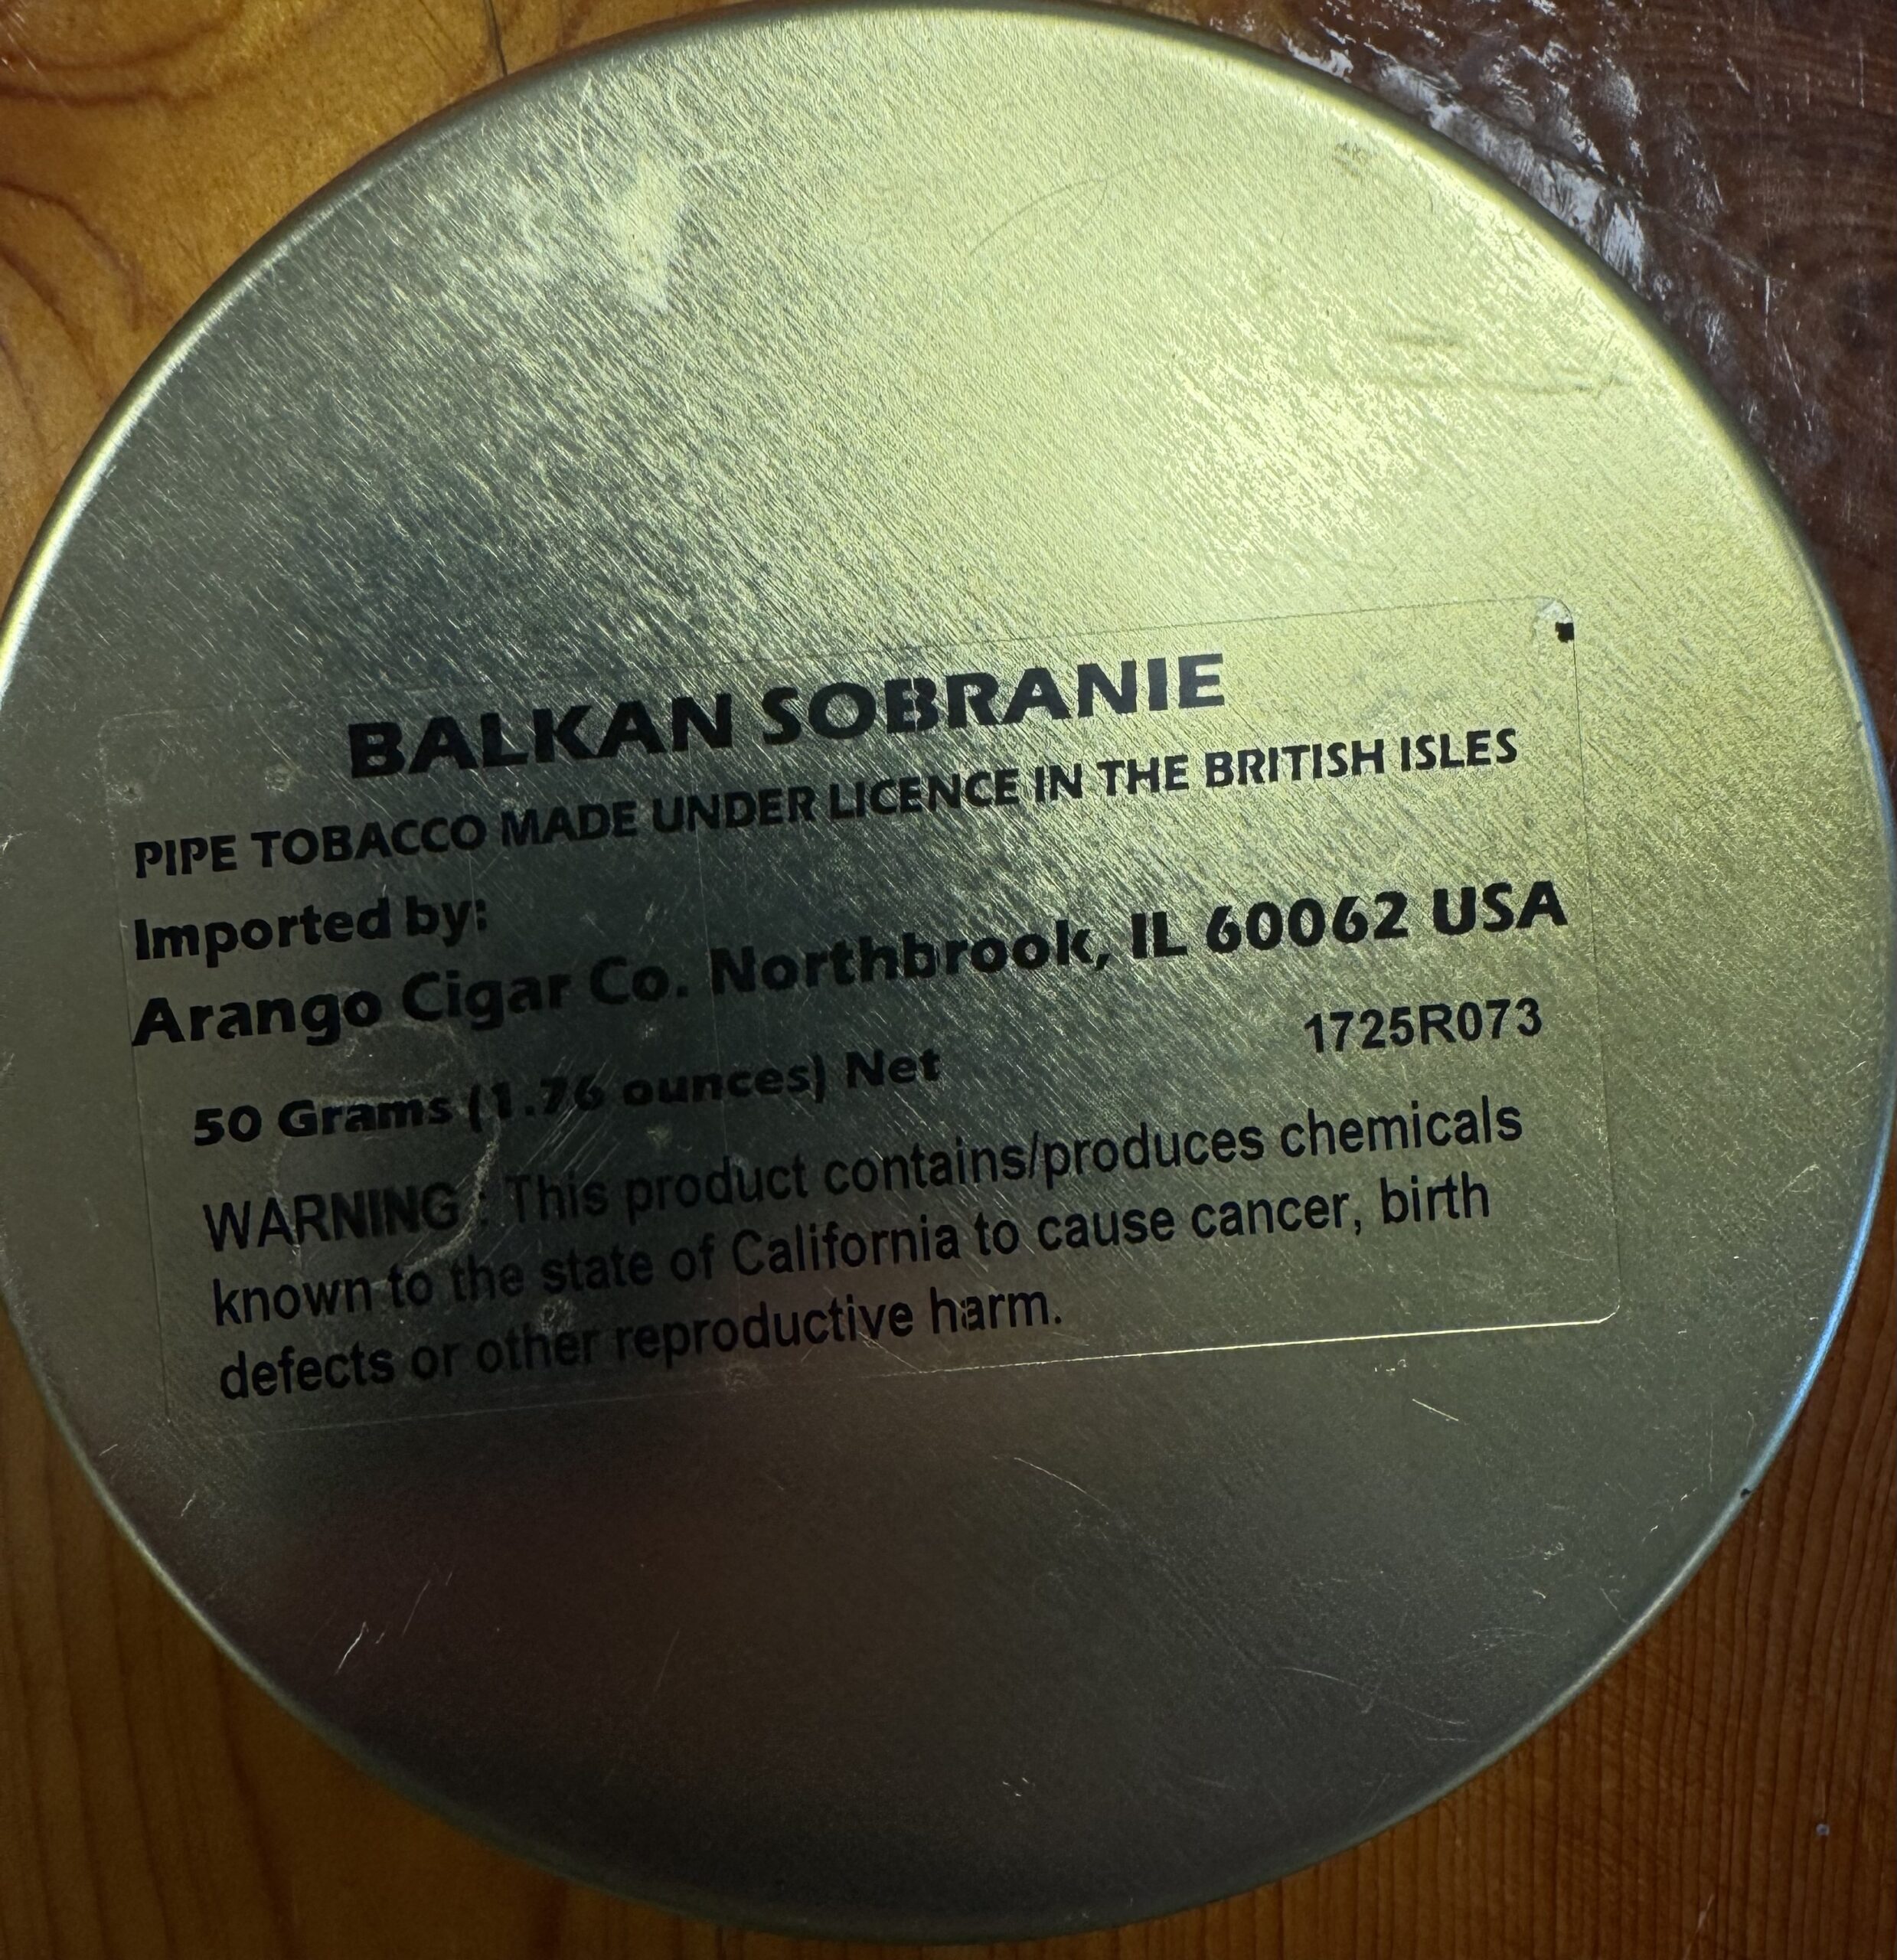 BALKAN SOBRANIE
PIPE TOBACCO MADE UNDER LICENCE IN THE BRITISH ISLES
Imported by:
Arango Cigar Co. Northbrook, IL 60062 USA
1725R073
50 Grams (1.76 ounces) Net
WARNING : This product contains/produces chemicals
known to the state of California to cause cancer, birth
defects or other reproductive harm.